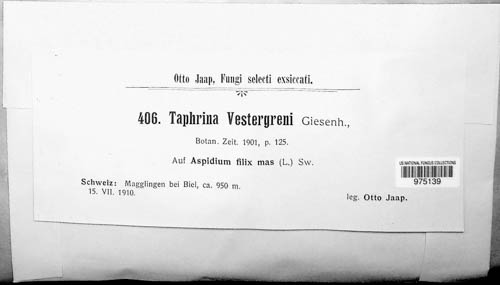 Otto Jaap, Fungi selecti exsiccati.
406. Taphrina Vestergreni Giesenh.,
Botan. Zeit. 1901, p. 125.
Auf Aspidium filix mas (L.) Sw.
US NATIONAL FUNGUS COLLECTIONS
975139
Schweiz: Magglingen bei Biel, ca. 950 m.
15. VII. 1910.
leg. Otto Jaap.